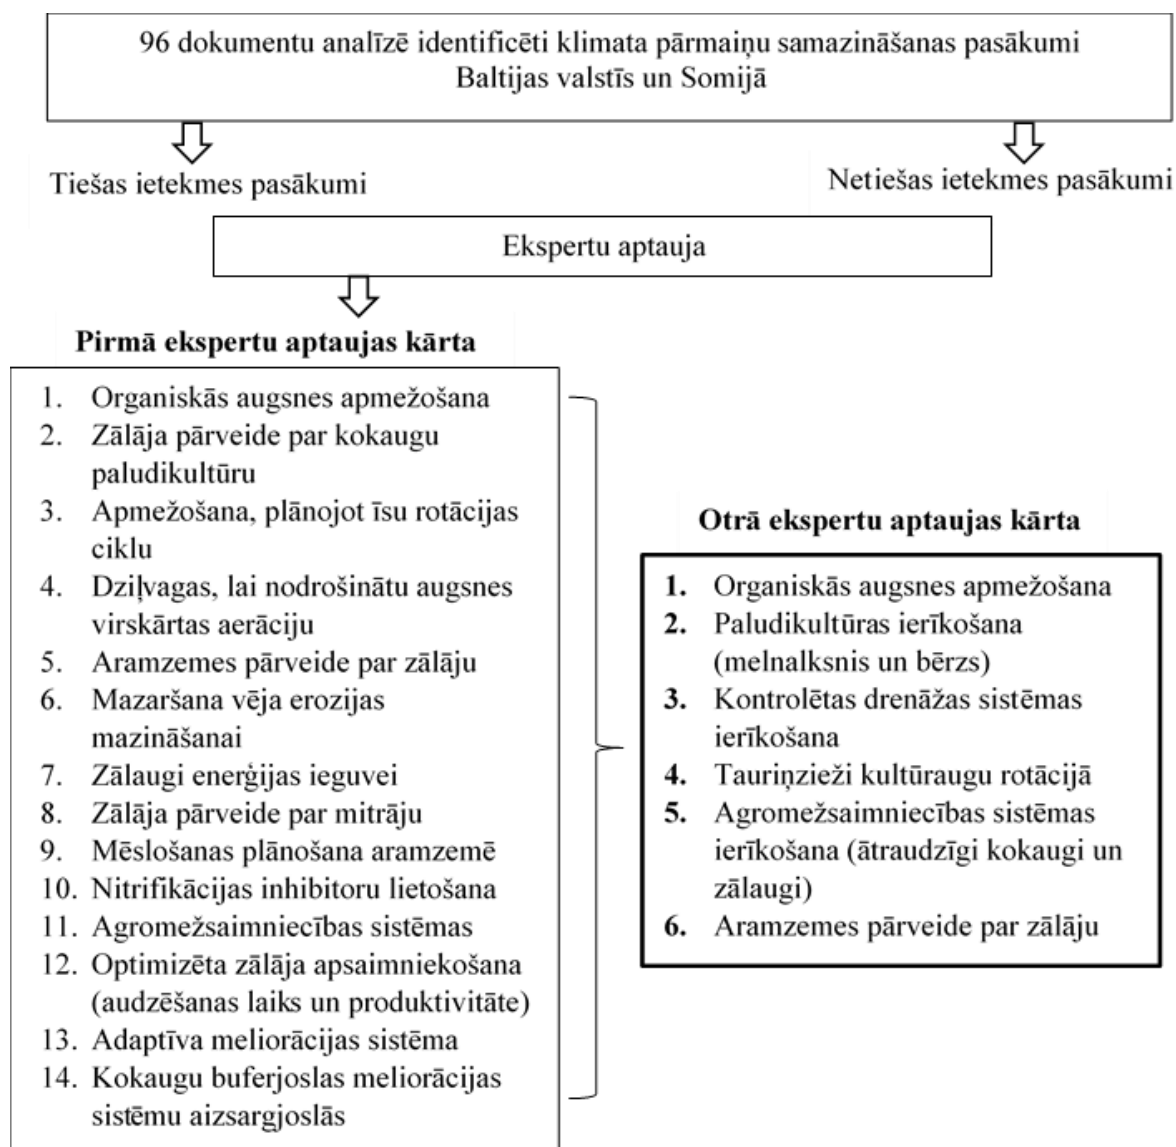 96 dokumentu analīzē identificēti klimata pārmaiņu samazināšanas pasākumi
Baltijas valstīs un Somijā
Tiešas ietekmes pasākumi
Netiešas ietekmes pasākumi
Ekspertu aptauja
Pirmā ekspertu aptaujas kārta
1. Organiskās augsnes apmežošana
2. Zālāja pārveide par kokaugu
paludikultūru
3. Apmežošana, plānojot īsu rotācijas
ciklu
4. Dziļvagas, lai nodrošinātu augsnes
virskārtas aerāciju
5. Aramzemes pārveide par zālāju
6. Mazaršana vēja erozijas
mazināšanai
7. Zālaugi enerģijas ieguvei
8. Zālāja pārveide par mitrāju
9. Mēslošanas plānošana aramzemē
10. Nitrifikācijas inhibitoru lietošana
11. Agromežsaimniecības sistēmas
12. Optimizēta zālāja apsaimniekošana
(audzēšanas laiks un produktivitāte)
13. Adaptīva meliorācijas sistēma
14. Kokaugu buferjoslas meliorācijas
sistēmu aizsargjoslās
Otrā ekspertu aptaujas kārta
1. Organiskās augsnes apmežošana
2. Paludikultūras ierīkošana
(melnalksnis un bērzs)
3. Kontrolētas drenāžas sistēmas
ierīkošana
4. Tauriņzieži kultūraugu rotācijā
5. Agromežsaimniecības sistēmas
ierīkošana (ātraudzīgi kokaugi un
zālaugi)
6. Aramzemes pārveide par zālāju